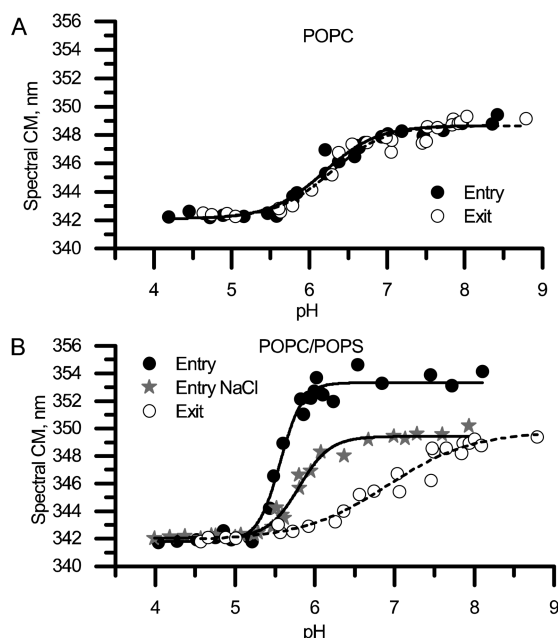 A
POPC
Spectral CM, nm
356
354
352
350
348
346
344
342
340
Entry
Exit
4 5 6 7 8 9
pH
B
POPC/POPS
Spectral CM, nm
356
354
352
350
348
346
344
342
340
Entry
Entry NaCl
Exit
4 5 6 7 8 9
pH